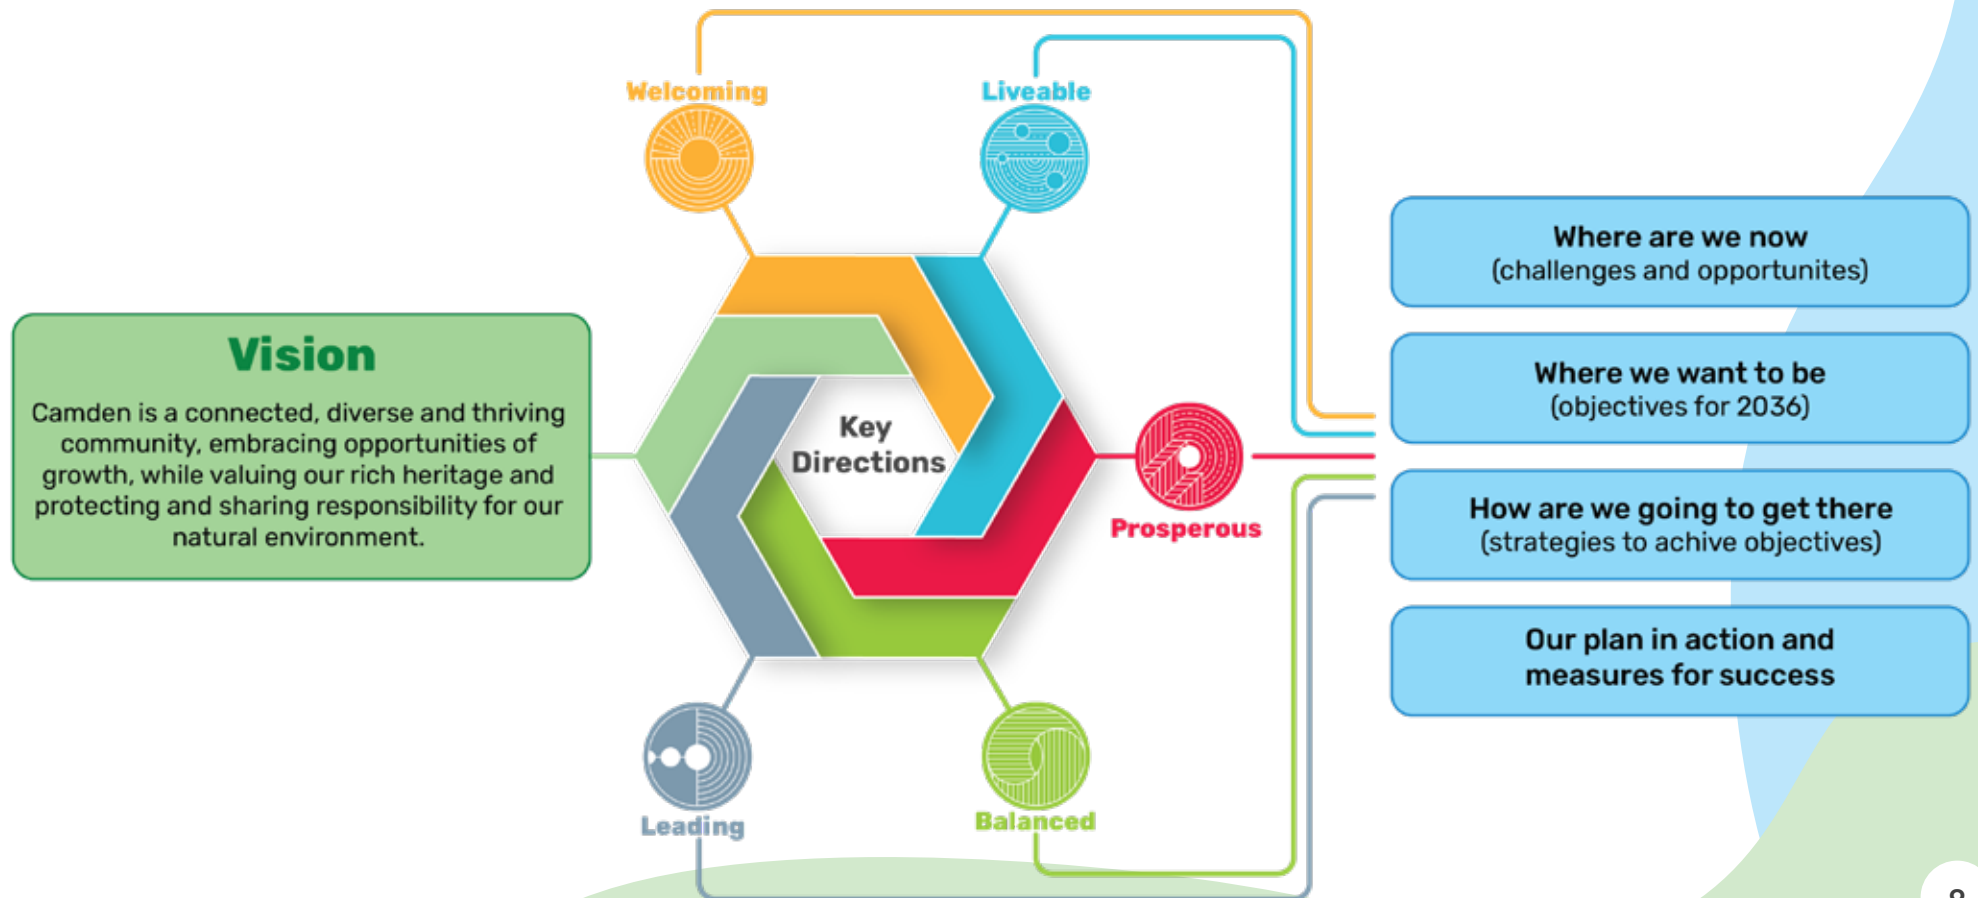 Welcoming
Liveable
Vision
Camden is a connected, diverse and thriving
community, embracing opportunities of
growth, while valuing our rich heritage and
protecting and sharing responsibility for our
natural environment.
Key
Directions
Prosperous
Leading
Balanced
Where are we now
(challenges and opportunites)
Where we want to be
(objectives for 2036)
How are we going to get there
(strategies to achive objectives)
Our plan in action and
measures for success